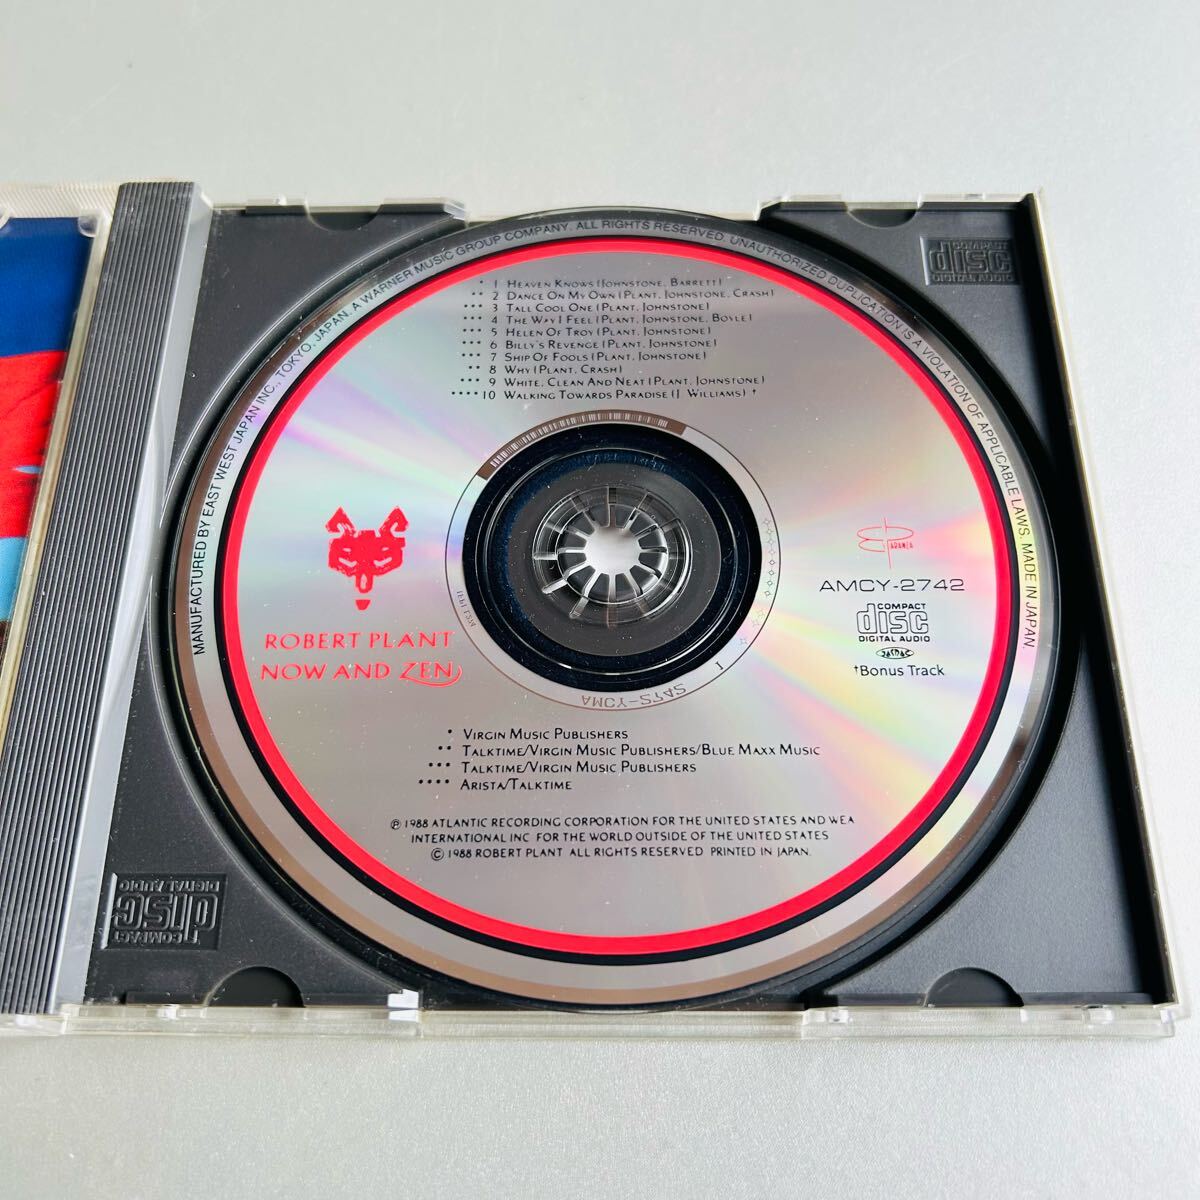 MANUFACTURED BY EAST WEST JAPAN INC., TOKYO, JAPAN. A WARNER MUSIC GROUP COMPANY. ALL RIGHTS RESERVED. UNAUTHORIZED DUPLICATION IS A VIOLATION OF APPLICABLE LAWS. MADE IN JAPAN.
* 1 HEAVEN KNOWS (JOHNSTONE, BARRETT)
** 2 DANCE ON MY OWN (PLANT, JOHNSTONE, CRASH)
*** 3 TALL COOL ONE (PLANT, JOHNSTONE)
*** 4 THE WAY I FEEL (PLANT, JOHNSTONE, BOYLE)
*** 5 HELEN OF TROY (PLANT, JOHNSTONE)
*** 6 BILLY'S REVENGE (PLANT, JOHNSTONE)
*** 7 SHIP OF FOOLS (PLANT, JOHNSTONE)
** 8 WHY (PLANT, CRASH)
*** 9 WHITE, CLEAN AND NEAT (PLANT, JOHNSTONE)
**** 10 WALKING TOWARDS PARADISE (J. WILLIAMS) †
ROBERT PLANT
NOW AND ZEN
ES PARANZA
AMCY-2742
COMPACT
disc
DIGITAL AUDIO
JASRAC
†Bonus Track
* VIRGIN MUSIC PUBLISHERS
** TALKTIME/VIRGIN MUSIC PUBLISHERS/BLUE MAXX MUSIC
*** TALKTIME/VIRGIN MUSIC PUBLISHERS
**** ARISTA/TALKTIME
℗ 1988 ATLANTIC RECORDING CORPORATION FOR THE UNITED STATES AND WEA
INTERNATIONAL INC. FOR THE WORLD OUTSIDE OF THE UNITED STATES
© 1988 ROBERT PLANT ALL RIGHTS RESERVED PRINTED IN JAPAN.
COMPACT
disc
DIGITAL AUDIO
COMPACT
disc
DIGITAL AUDIO